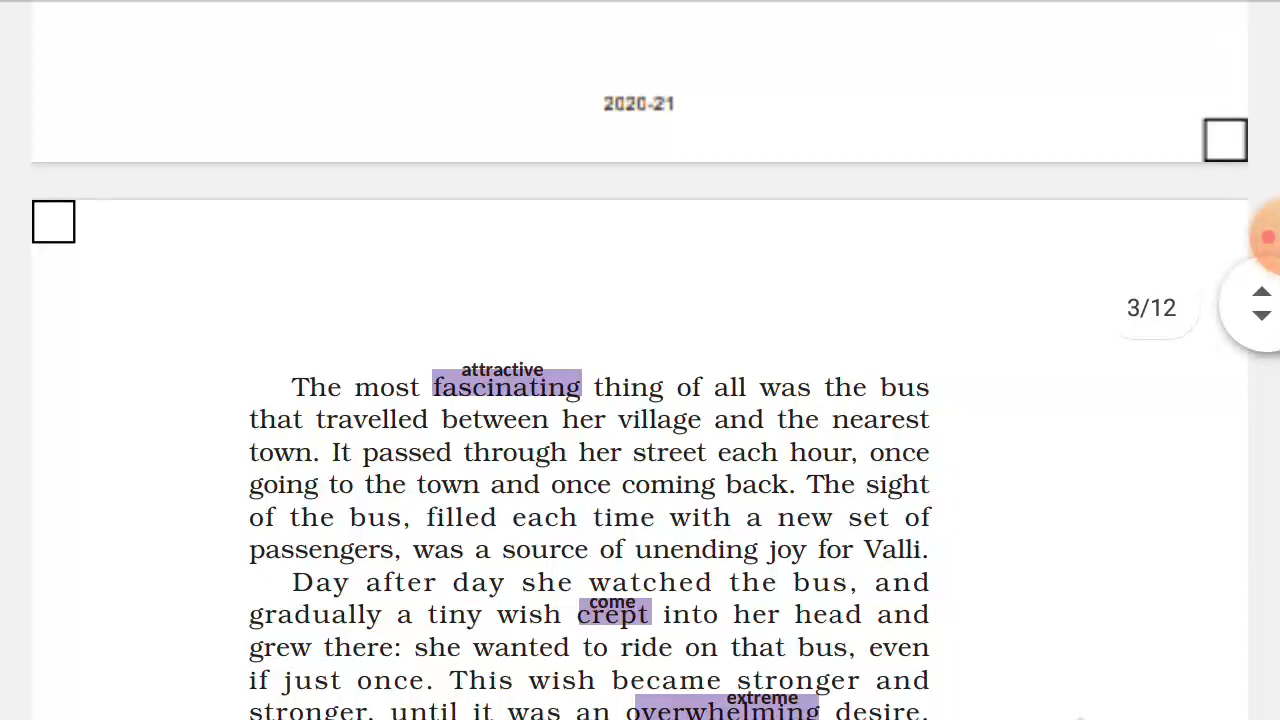 2020-21
3/12
attractive
The most fascinating thing of all was the bus
that travelled between her village and the nearest
town. It passed through her street each hour, once
going to the town and once coming back. The sight
of the bus, filled each time with a new set of
passengers, was a source of unending joy for Valli.
Day after day she watched the bus, and
come
gradually a tiny wish crept into her head and
grew there: she wanted to ride on that bus, even
if just once. This wish became stronger and
extreme
stronger, until it was an overwhelming desire.